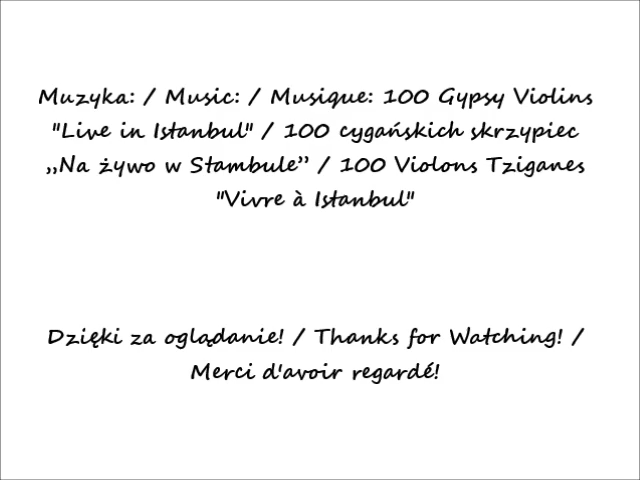 Muzyka: / Music: / Musique: 100 Gypsy Violins
"Live in Istanbul" / 100 cygańskich skrzypiec
„Na żywo w Stambule” / 100 Violons Tziganes
"Vivre à Istanbul"
Dzięki za oglądanie! / Thanks for Watching! /
Merci d'avoir regardé!